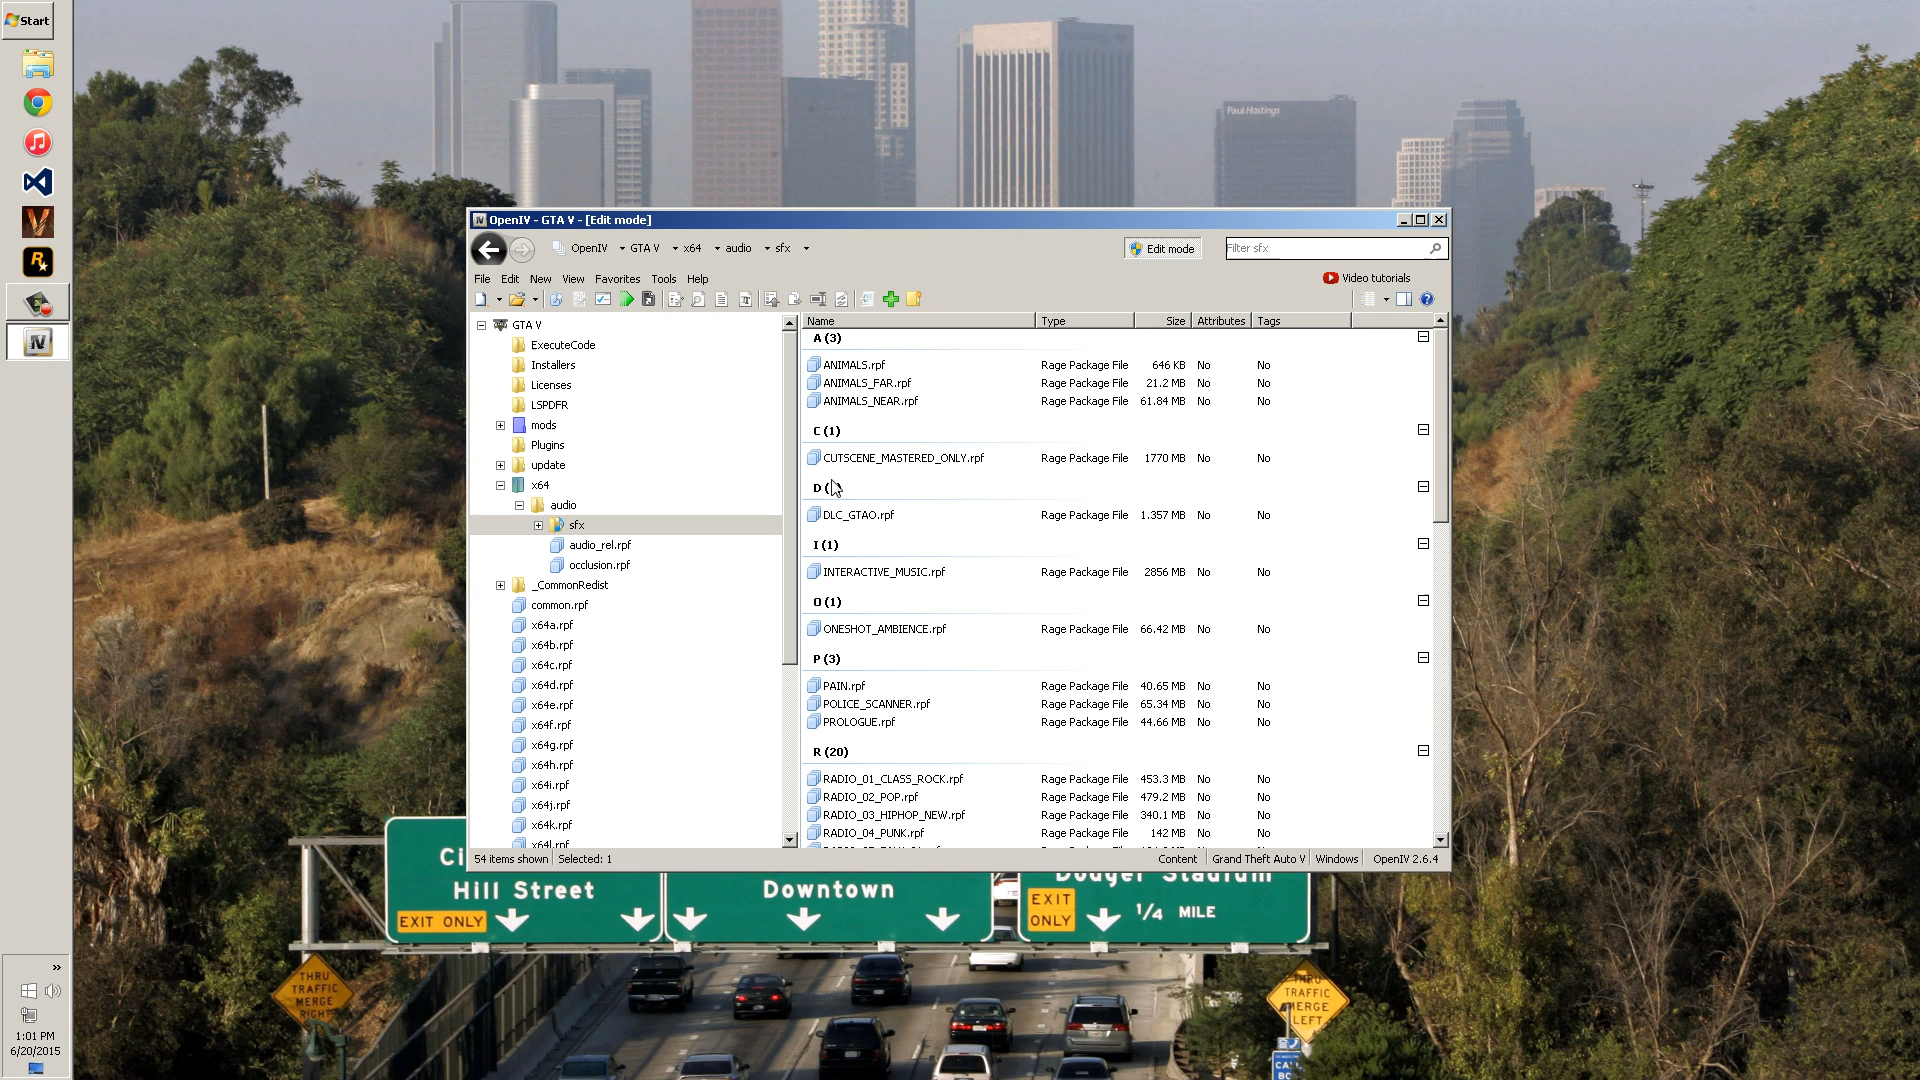 Start
Paul Hastings
OpenIV - GTA V - [Edit mode]
OpenIV GTA V x64 audio sfx
Edit mode
Filter sfx
File Edit New View Favorites Tools Help
Video tutorials
GTA V
ExecuteCode
Installers
Licenses
LSPDFR
mods
Plugins
update
x64
audio
sfx
audio_rel.rpf
occlusion.rpf
_CommonRedist
common.rpf
x64a.rpf
x64b.rpf
x64c.rpf
x64d.rpf
x64e.rpf
x64f.rpf
x64g.rpf
x64h.rpf
x64i.rpf
x64j.rpf
x64k.rpf
x64l.rpf
Name Type Size Attributes Tags
A (3)
ANIMALS.rpf Rage Package File 646 KB No No
ANIMALS_FAR.rpf Rage Package File 21.2 MB No No
ANIMALS_NEAR.rpf Rage Package File 61.84 MB No No
C (1)
CUTSCENE_MASTERED_ONLY.rpf Rage Package File 1770 MB No No
D (
DLC_GTAO.rpf Rage Package File 1.357 MB No No
I (1)
INTERACTIVE_MUSIC.rpf Rage Package File 2856 MB No No
O (1)
ONESHOT_AMBIENCE.rpf Rage Package File 66.42 MB No No
P (3)
PAIN.rpf Rage Package File 40.65 MB No No
POLICE_SCANNER.rpf Rage Package File 65.34 MB No No
PROLOGUE.rpf Rage Package File 44.66 MB No No
R (20)
RADIO_01_CLASS_ROCK.rpf Rage Package File 453.3 MB No No
RADIO_02_POP.rpf Rage Package File 479.2 MB No No
RADIO_03_HIPHOP_NEW.rpf Rage Package File 340.1 MB No No
RADIO_04_PUNK.rpf Rage Package File 142 MB No No
54 items shown Selected: 1
Content Grand Theft Auto V Windows OpenIV 2.6.4
Ci
Hill Street
EXIT ONLY
Downtown
Dodger Stadium
EXIT
ONLY
1/4 MILE
THRU
TRAFFIC
MERGE
RIGHT
THRU
TRAFFIC
MERGE
LEFT
1:01 PM
6/20/2015